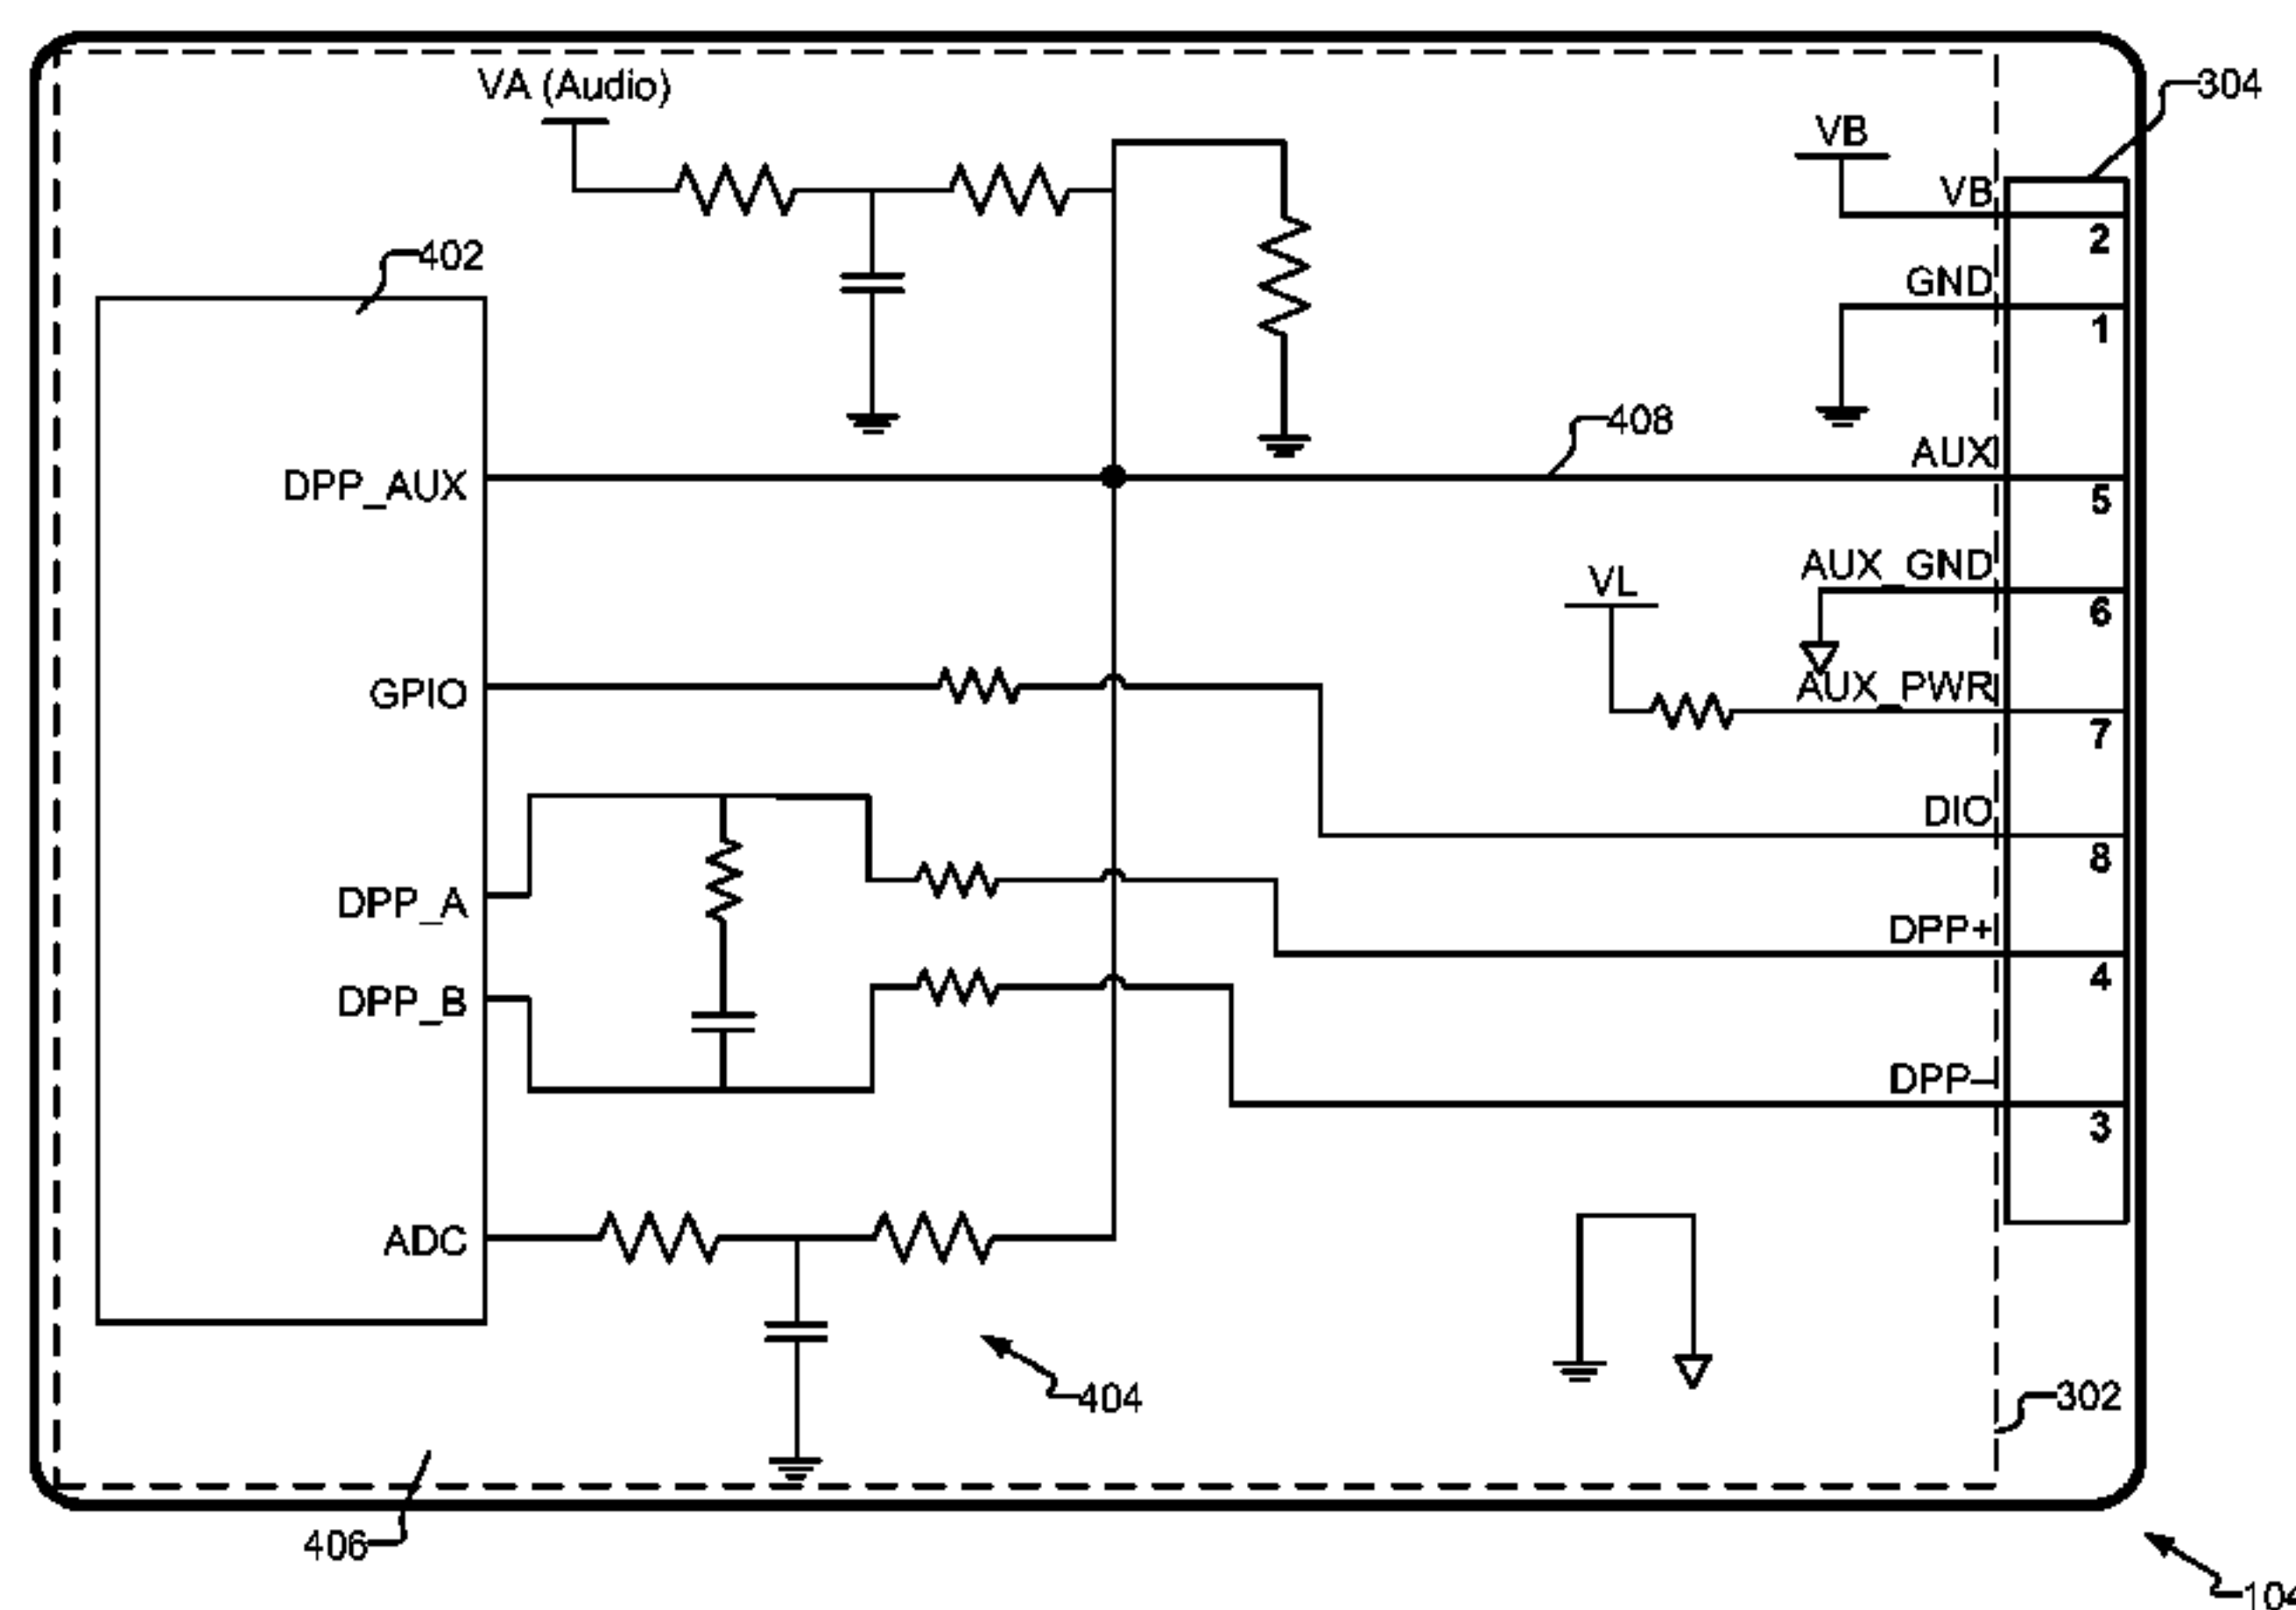 VA (Audio)
304
VB
VB
2
402
GND
1
408
AUX
DPP_AUX
5
AUX_GND
VL
6
GPIO
AUX_PWR
7
DIO
8
DPP_A
DPP+
4
DPP_B
DPP–
3
ADC
404
302
406
104